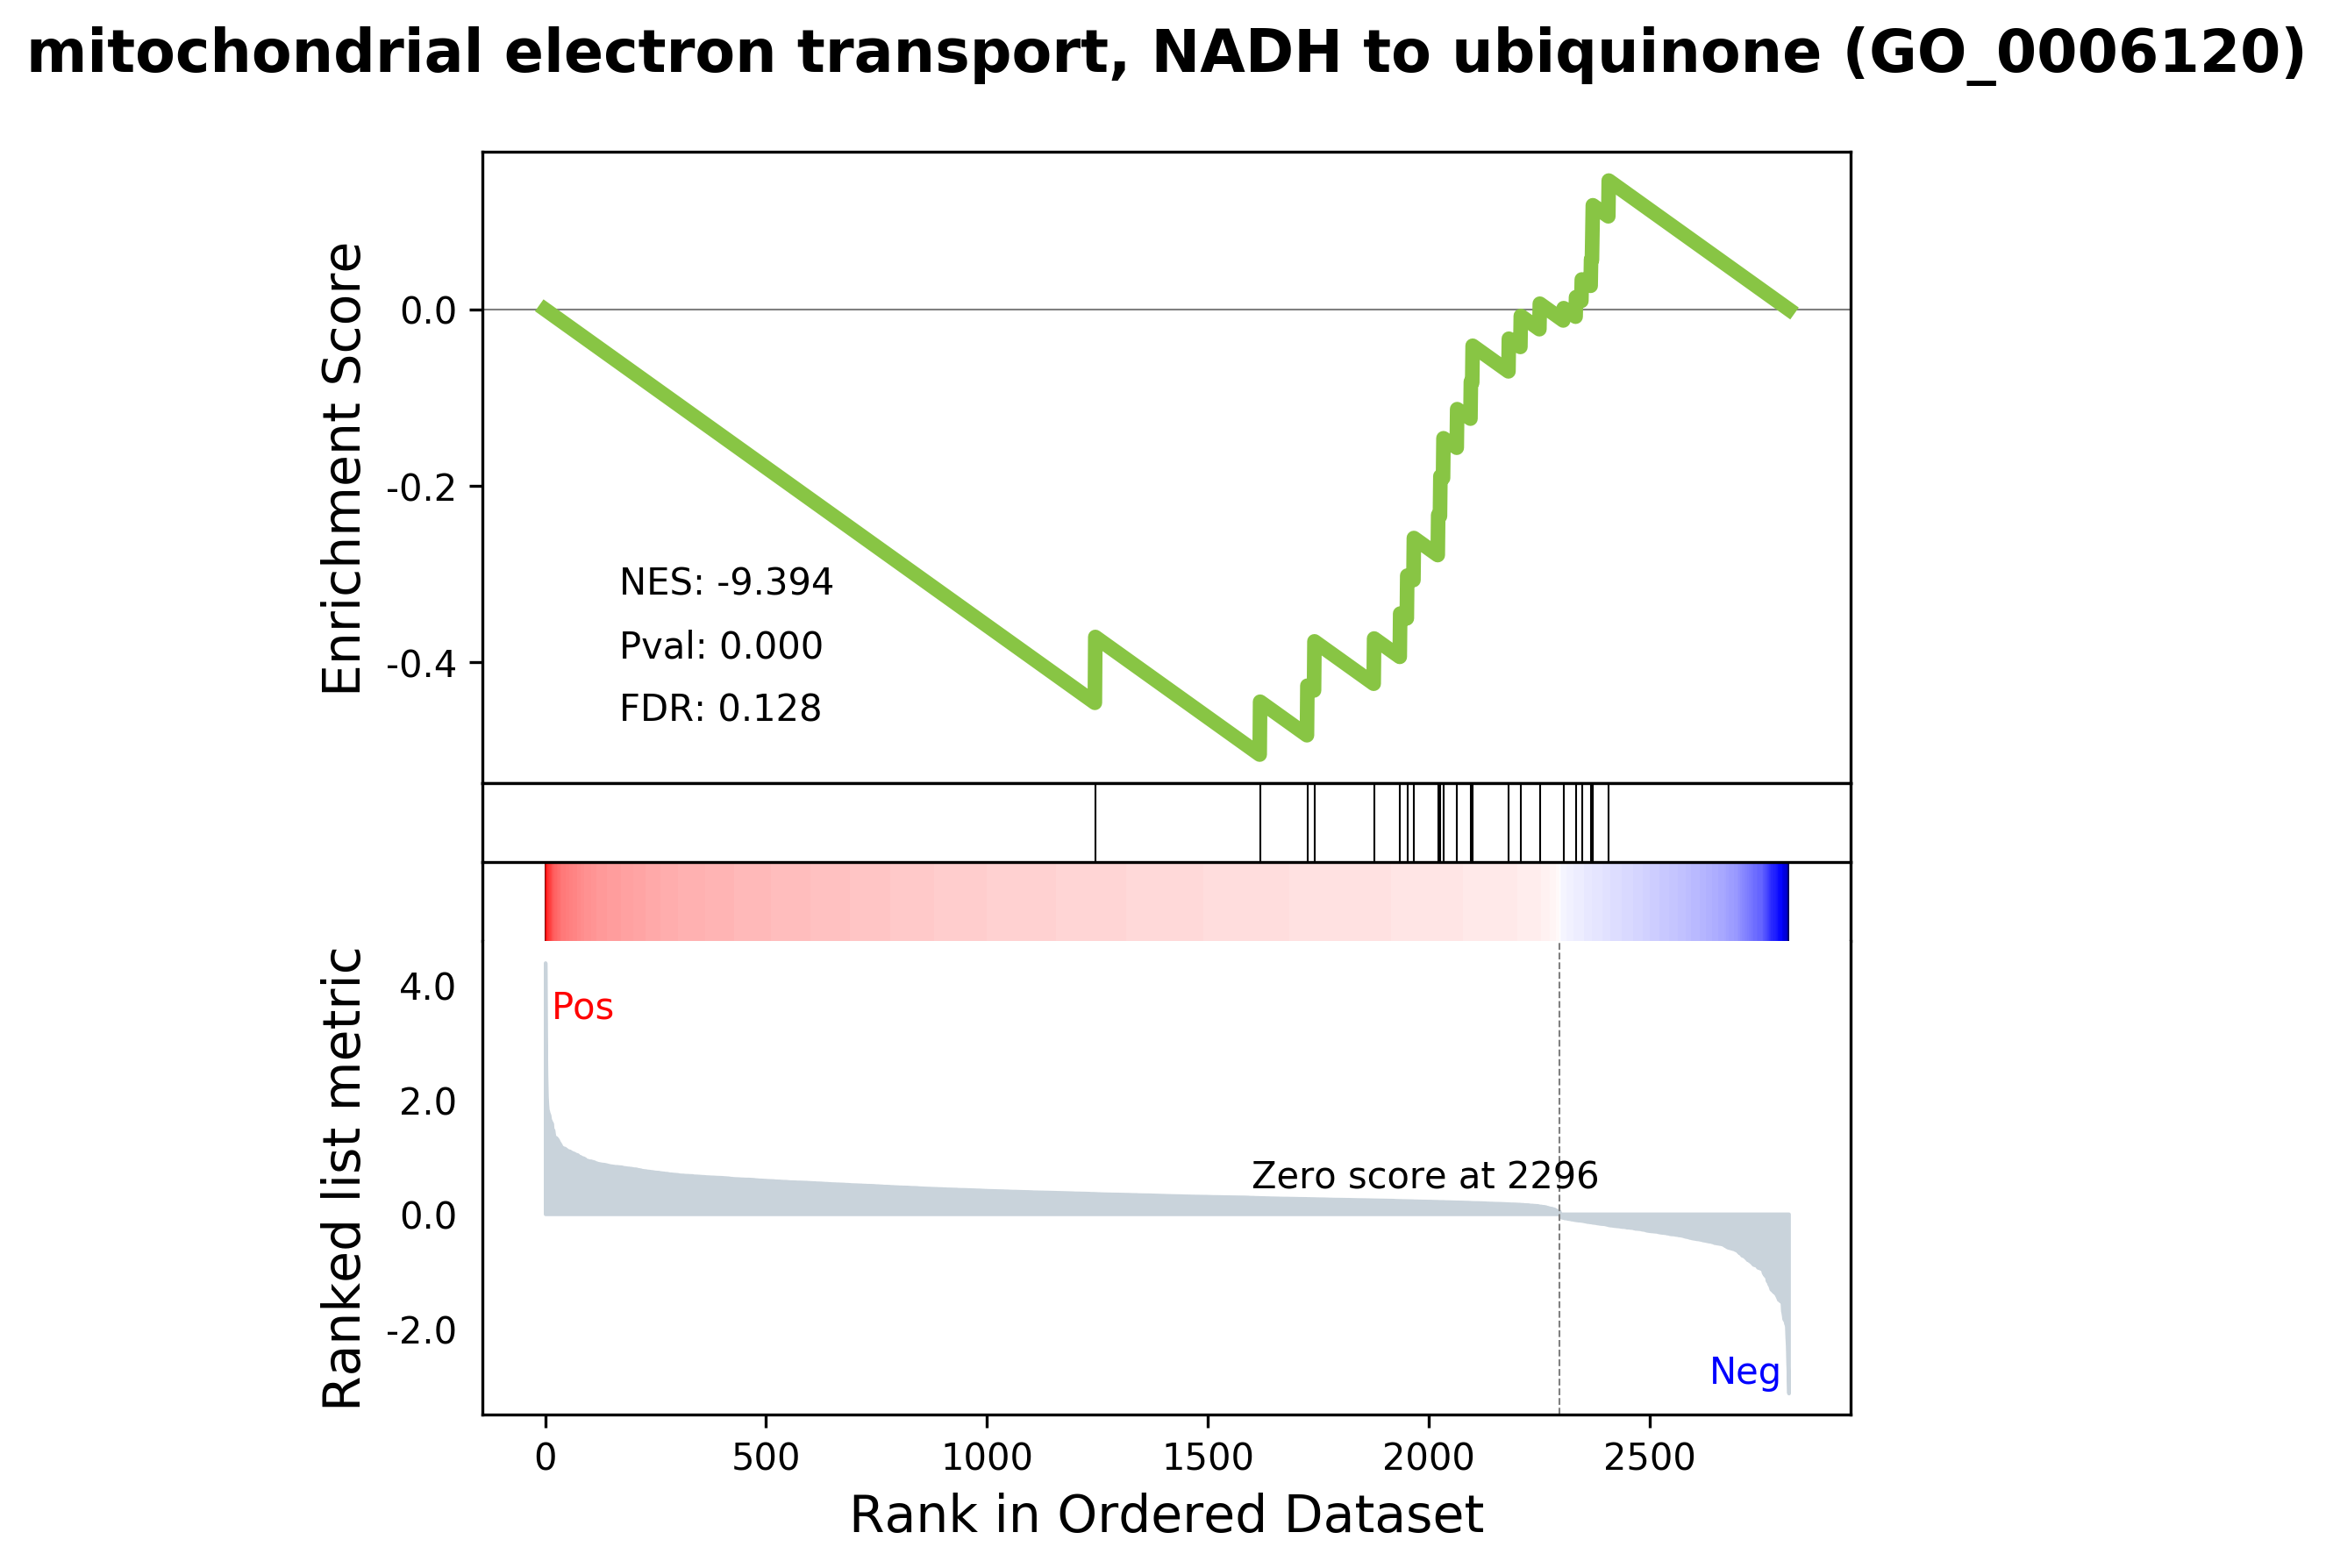 mitochondrial electron transport, NADH to ubiquinone (GO_0006120)
Enrichment Score
0.0
-0.2
-0.4
NES: -9.394
Pval: 0.000
FDR: 0.128
Ranked list metric
4.0
2.0
0.0
-2.0
Pos
Zero score at 2296
Neg
0 500 1000 1500 2000 2500
Rank in Ordered Dataset